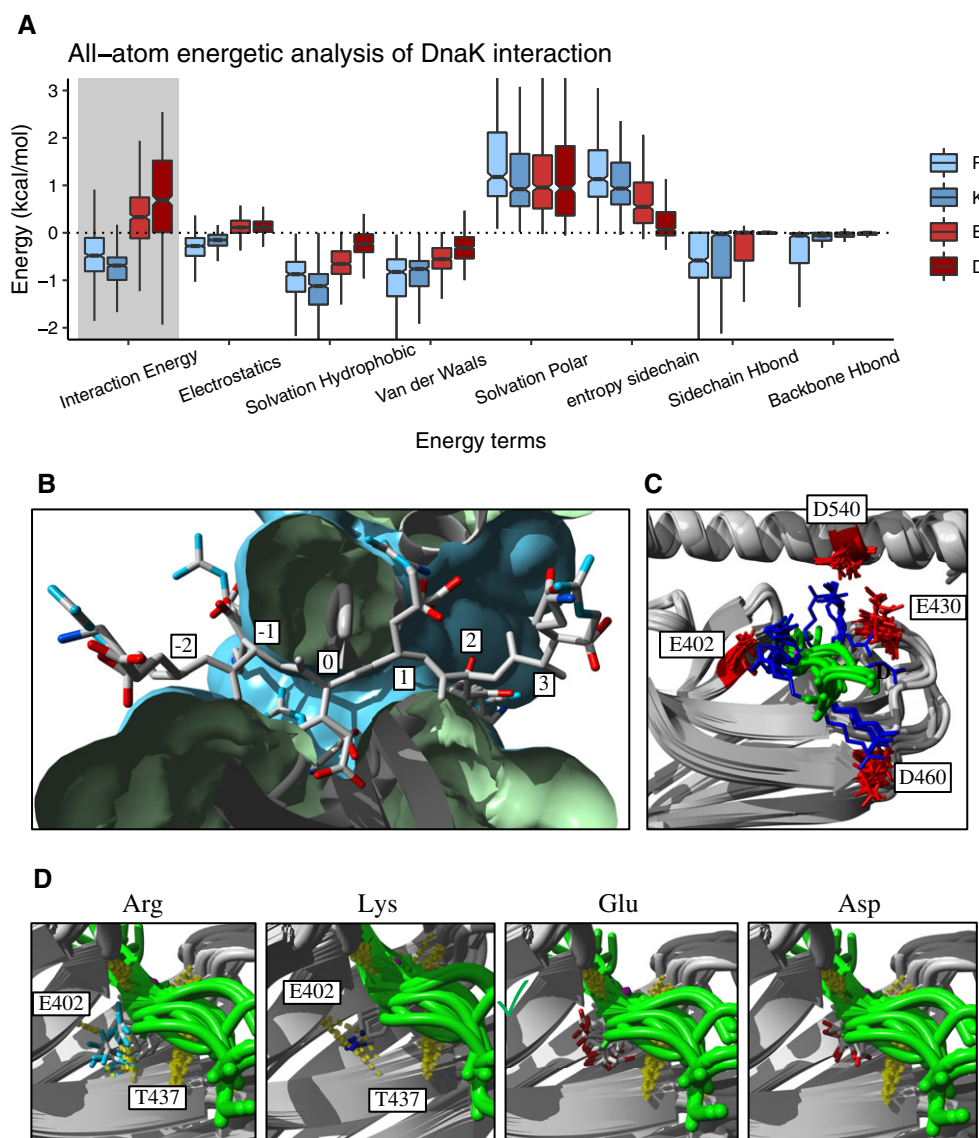 A
All–atom energetic analysis of DnaK interaction
Energy (kcal/mol)
3
2
1
0
−1
−2
R
K
E
D
Interaction Energy
Electrostatics
Solvation Hydrophobic
Van der Waals
Solvation Polar
entropy sidechain
Sidechain Hbond
Backbone Hbond
Energy terms
B
-2
-1
0
1
2
3
C
D540
E430
E402
D
D460
D
Arg
Lys
Glu
Asp
E402
T437
E402
T437